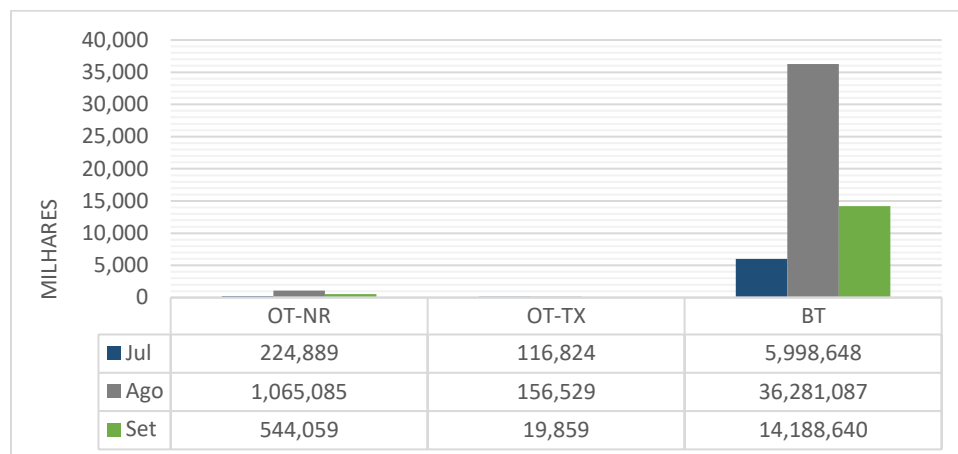 40,000
35,000
30,000
25,000
20,000
15,000
10,000
5,000
0
MILHARES
OT-NR OT-TX BT
Jul 224,889 116,824 5,998,648
Ago 1,065,085 156,529 36,281,087
Set 544,059 19,859 14,188,640